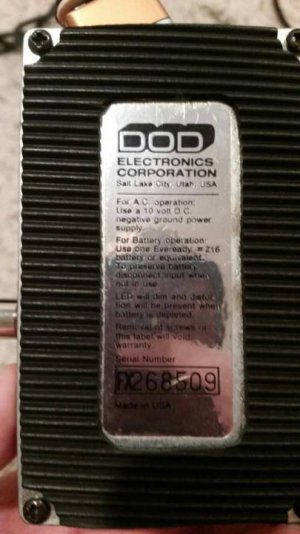 DOD
ELECTRONICS
CORPORATION
Salt Lake City, Utah, USA
For A.C. operation:
Use a 10 volt D.C.
negative ground power
supply.
For Battery operation:
Use one Eveready #216
battery or equivalent.
To preserve battery,
disconnect input when
not in use.
LED will dim and distor-
tion will be present when
battery is depleted.
Removal of screws or
this label will void
warranty.
Serial Number
FX268509
Made in USA